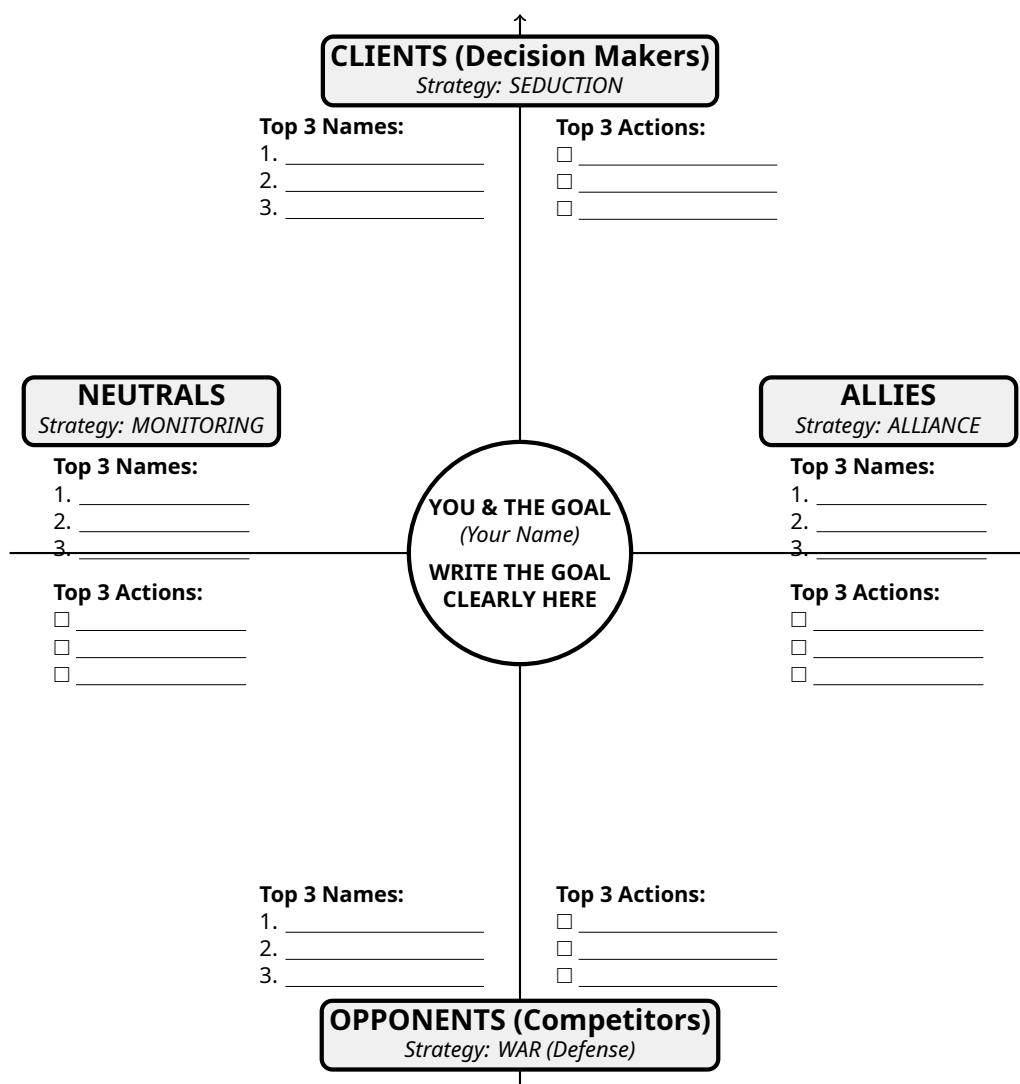 CLIENTS (Decision Makers)
Strategy: SEDUCTION
Top 3 Names:
1.
2.
3.
Top 3 Actions:
☐
☐
☐
NEUTRALS
Strategy: MONITORING
Top 3 Names:
1.
2.
3.
Top 3 Actions:
☐
☐
☐
YOU & THE GOAL
(Your Name)
WRITE THE GOAL
CLEARLY HERE
ALLIES
Strategy: ALLIANCE
Top 3 Names:
1.
2.
3.
Top 3 Actions:
☐
☐
☐
Top 3 Names:
1.
2.
3.
Top 3 Actions:
☐
☐
☐
OPPONENTS (Competitors)
Strategy: WAR (Defense)